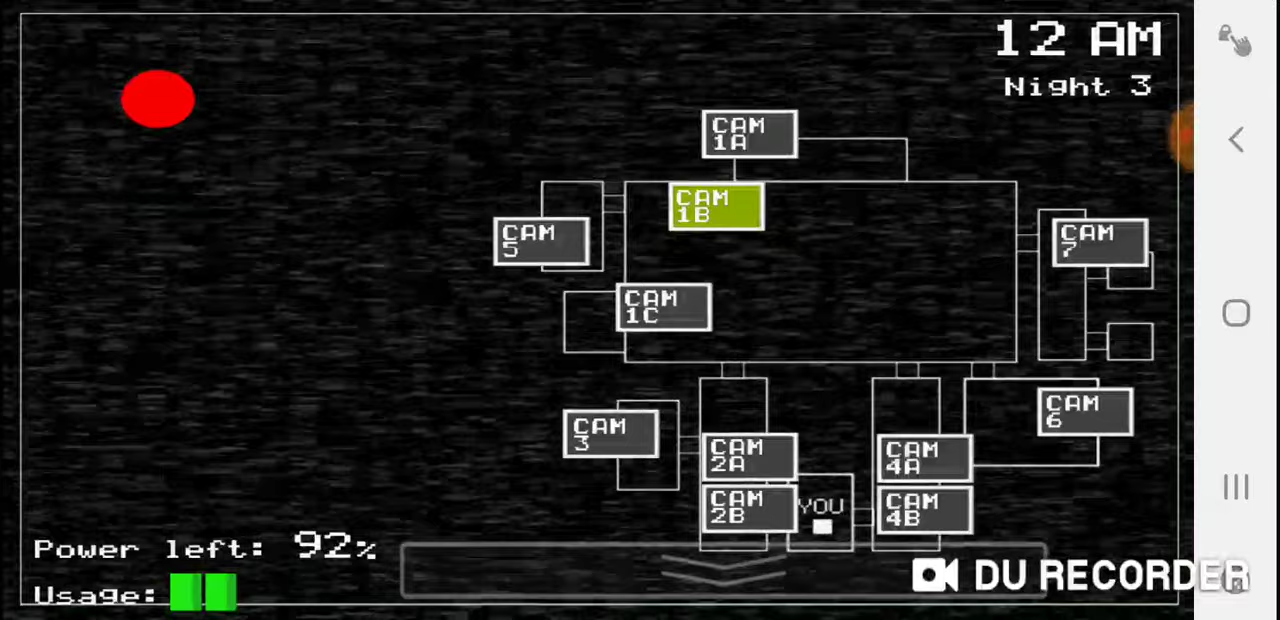 12 AM
Night 3
CAM
1A
CAM
1B
CAM
5
CAM
7
CAM
1C
CAM
6
CAM
3
CAM
2A
CAM
4A
CAM
2B
YOU
CAM
4B
Power left: 92%
Usage:
DU RECORDER